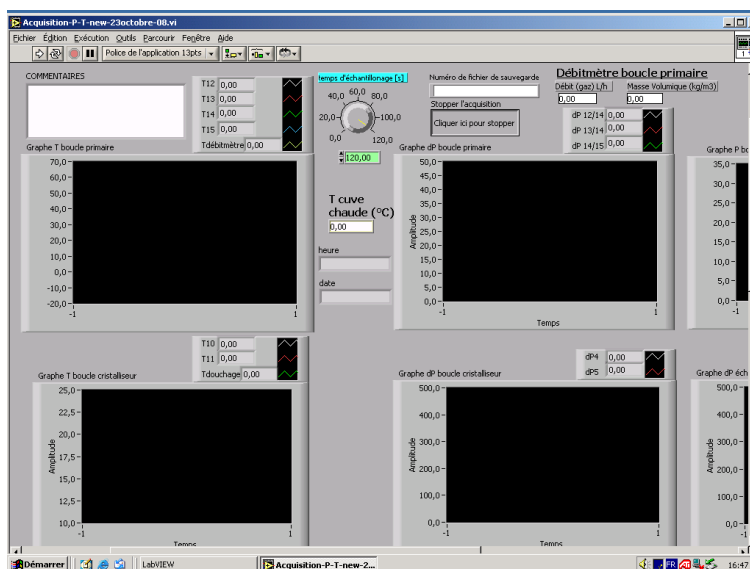 Acquisition-P-T-new-23octobre-08.vi
Eichier Édition Exécution Outils Parcourir Fenêtre Aide
Police de l'application 13pts
COMMENTAIRES
T12 0,00
T13 0,00
T14 0,00
T15 0,00
Tdébitmètre 0,00
temps d'échantillonage [s]
0,0 20,0 40,0 60,0 80,0 100,0 120,0
120,00
Numéro de fichier de sauvegarde
Stopper l'acquisition
Cliquer ici pour stopper
Débitmètre boucle primaire
Débit (gaz) L/h Masse Volumique (kg/m3)
0,00 0,00
dP 12/14 0,00
dP 13/14 0,00
dP 14/15 0,00
Graphe T boucle primaire
70,0
60,0
50,0
40,0
30,0
20,0
10,0
0,0
-10,0
-20,0
-1 1
T cuve
chaude (°C)
0,00
heure
date
Graphe dP boucle primaire
Amplitude
50,0
45,0
40,0
35,0
30,0
25,0
20,0
15,0
10,0
5,0
0,0
-1 1
Temps
Graphe P bo
35,0
30,0
25,0
20,0
15,0
10,0
5,0
0,0
-1
T10 0,00
T11 0,00
Tdouchage 0,00
Graphe T boucle cristalliseur
Amplitude
25,0
22,5
20,0
17,5
15,0
12,5
10,0
-1 1
Temps
dP4 0,00
dP5 0,00
Graphe dP boucle cristalliseur
Amplitude
500,0
400,0
300,0
200,0
100,0
0,0
-1 1
Temps
Graphe dP éch
Amplitude
500,0
400,0
300,0
200,0
100,0
0,0
-1
Démarrer LabVIEW Acquisition-P-T-new-2... FR 16:47